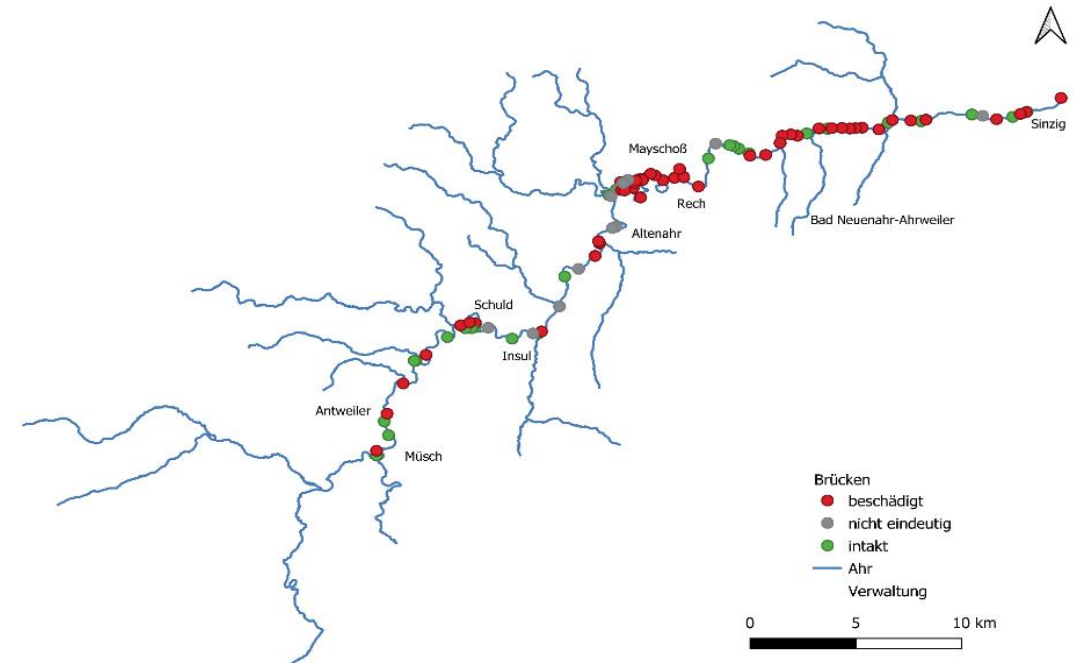 Sinzig
Mayschoß
Rech
Bad Neuenahr-Ahrweiler
Altenahr
Schuld
Insul
Antweiler
Müsch
Brücken
beschädigt
nicht eindeutig
intakt
Ahr
Verwaltung
0 5 10 km